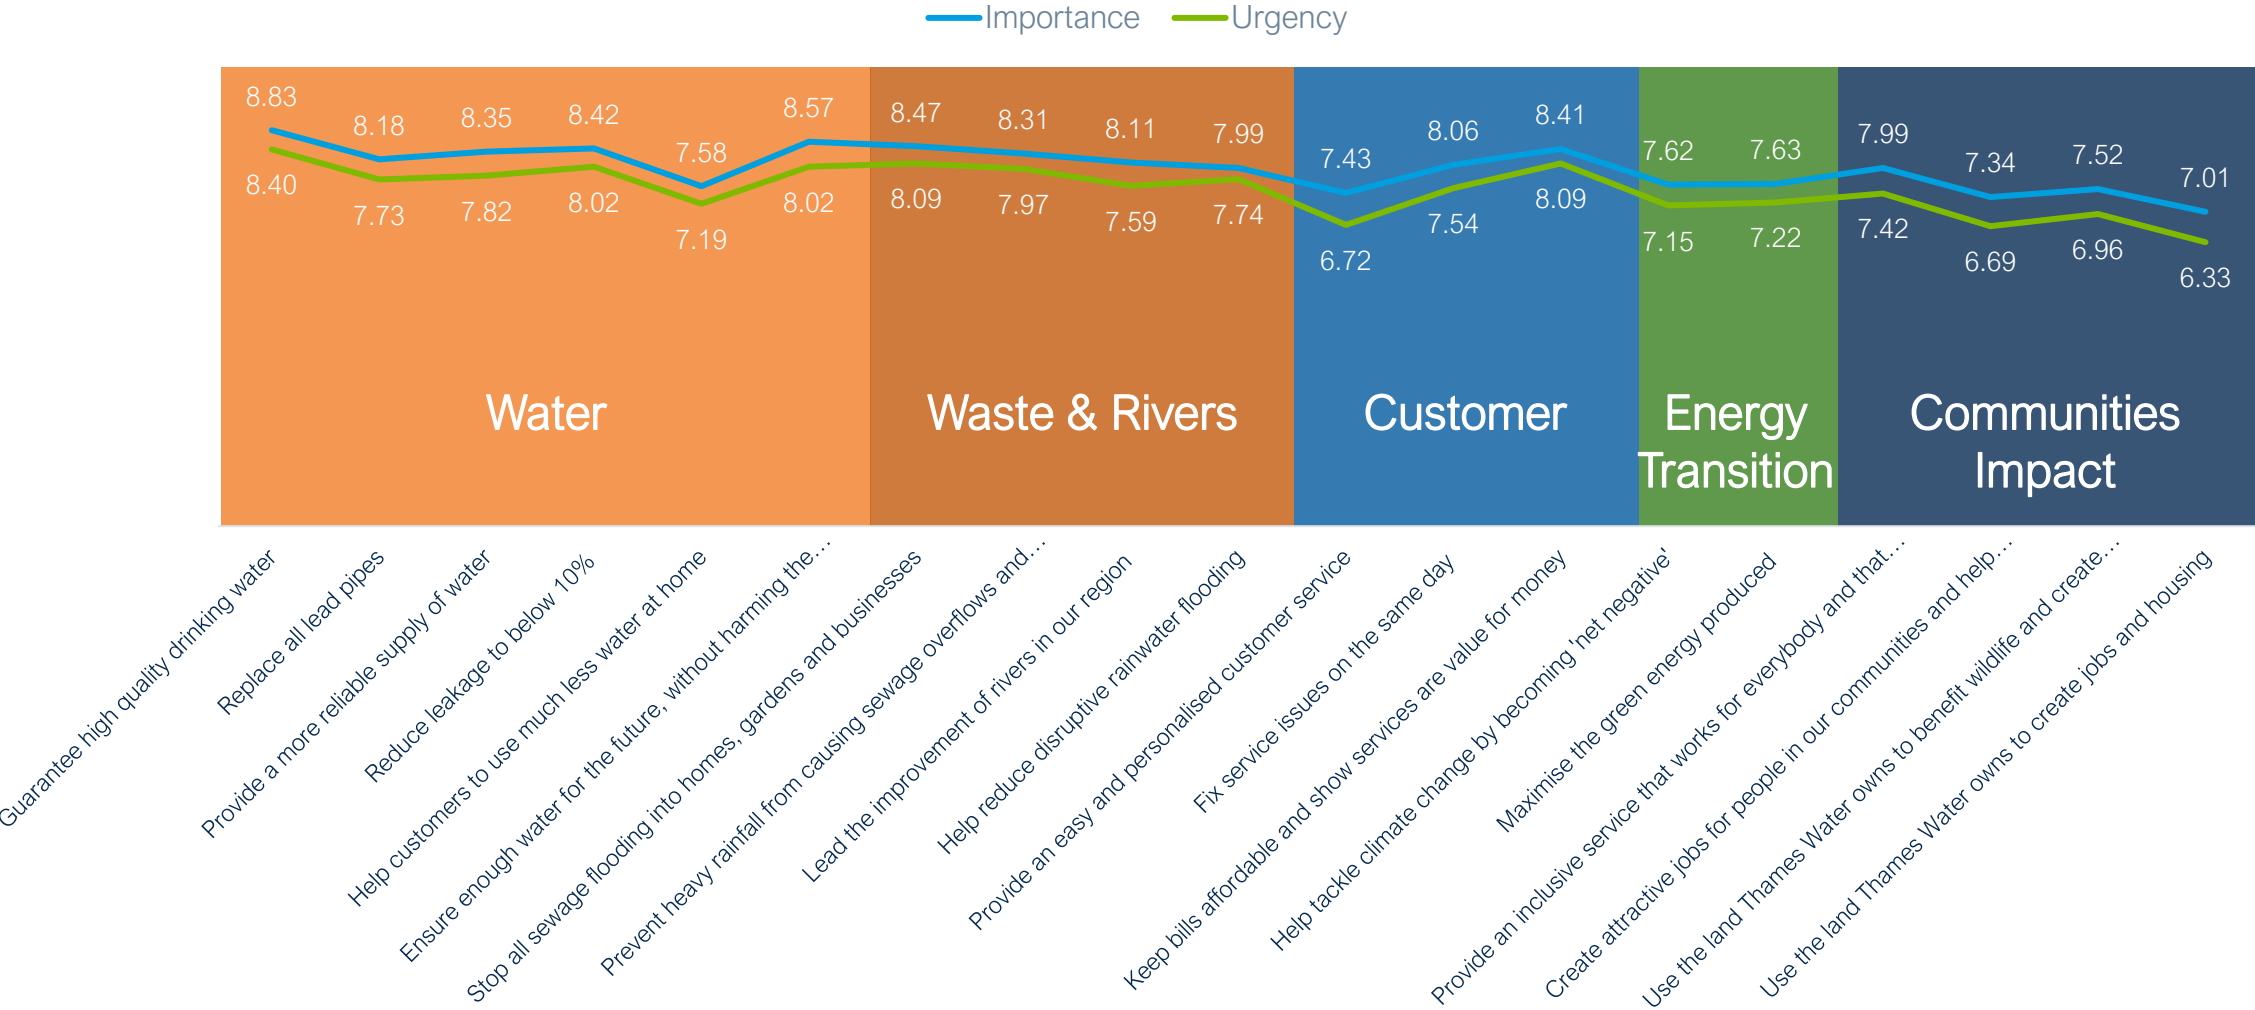 Importance Urgency
8.83 8.18 8.35 8.42 7.58 8.57 8.47 8.31 8.11 7.99 7.43 8.06 8.41 7.62 7.63 7.99 7.34 7.52 7.01
8.40 7.73 7.82 8.02 7.19 8.02 8.09 7.97 7.59 7.74 6.72 7.54 8.09 7.15 7.22 7.42 6.69 6.96 6.33
Water
Waste & Rivers
Customer
Energy
Transition
Communities
Impact
Guarantee high quality drinking water
Replace all lead pipes
Provide a more reliable supply of water
Reduce leakage to below 10%
Help customers to use much less water at home
Ensure enough water for the future, without harming the...
Stop all sewage flooding into homes, gardens and businesses
Prevent heavy rainfall from causing sewage overflows and...
Lead the improvement of rivers in our region
Help reduce disruptive rainwater flooding
Provide an easy and personalised customer service
Fix service issues on the same day
Keep bills affordable and show services are value for money
Help tackle climate change by becoming 'net negative'
Maximise the green energy produced
Provide an inclusive service that works for everybody and that...
Create attractive jobs for people in our communities and help...
Use the land Thames Water owns to benefit wildlife and create...
Use the land Thames Water owns to create jobs and housing